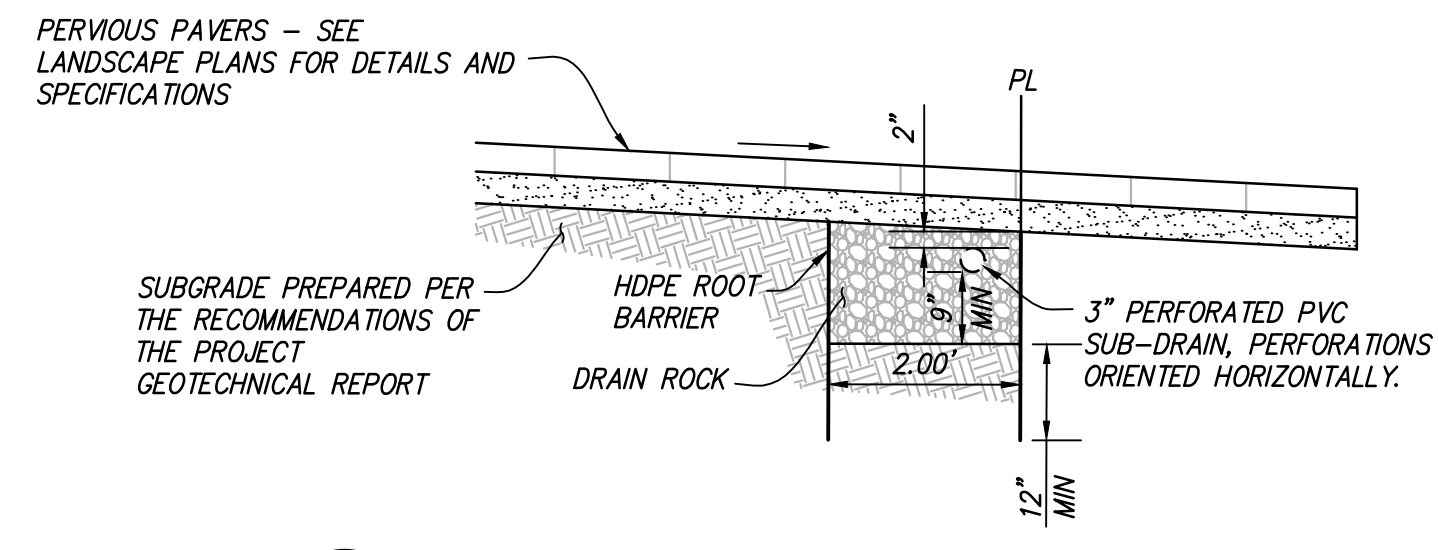 PERVIOUS PAVERS – SEE
LANDSCAPE PLANS FOR DETAILS AND
SPECIFICATIONS
PL
2"
SUBGRADE PREPARED PER
THE RECOMMENDATIONS OF
THE PROJECT
GEOTECHNICAL REPORT
HDPE ROOT
BARRIER
DRAIN ROCK
9"
MIN
2.00'
3" PERFORATED PVC
SUB–DRAIN, PERFORATIONS
ORIENTED HORIZONTALLY.
12"
MIN